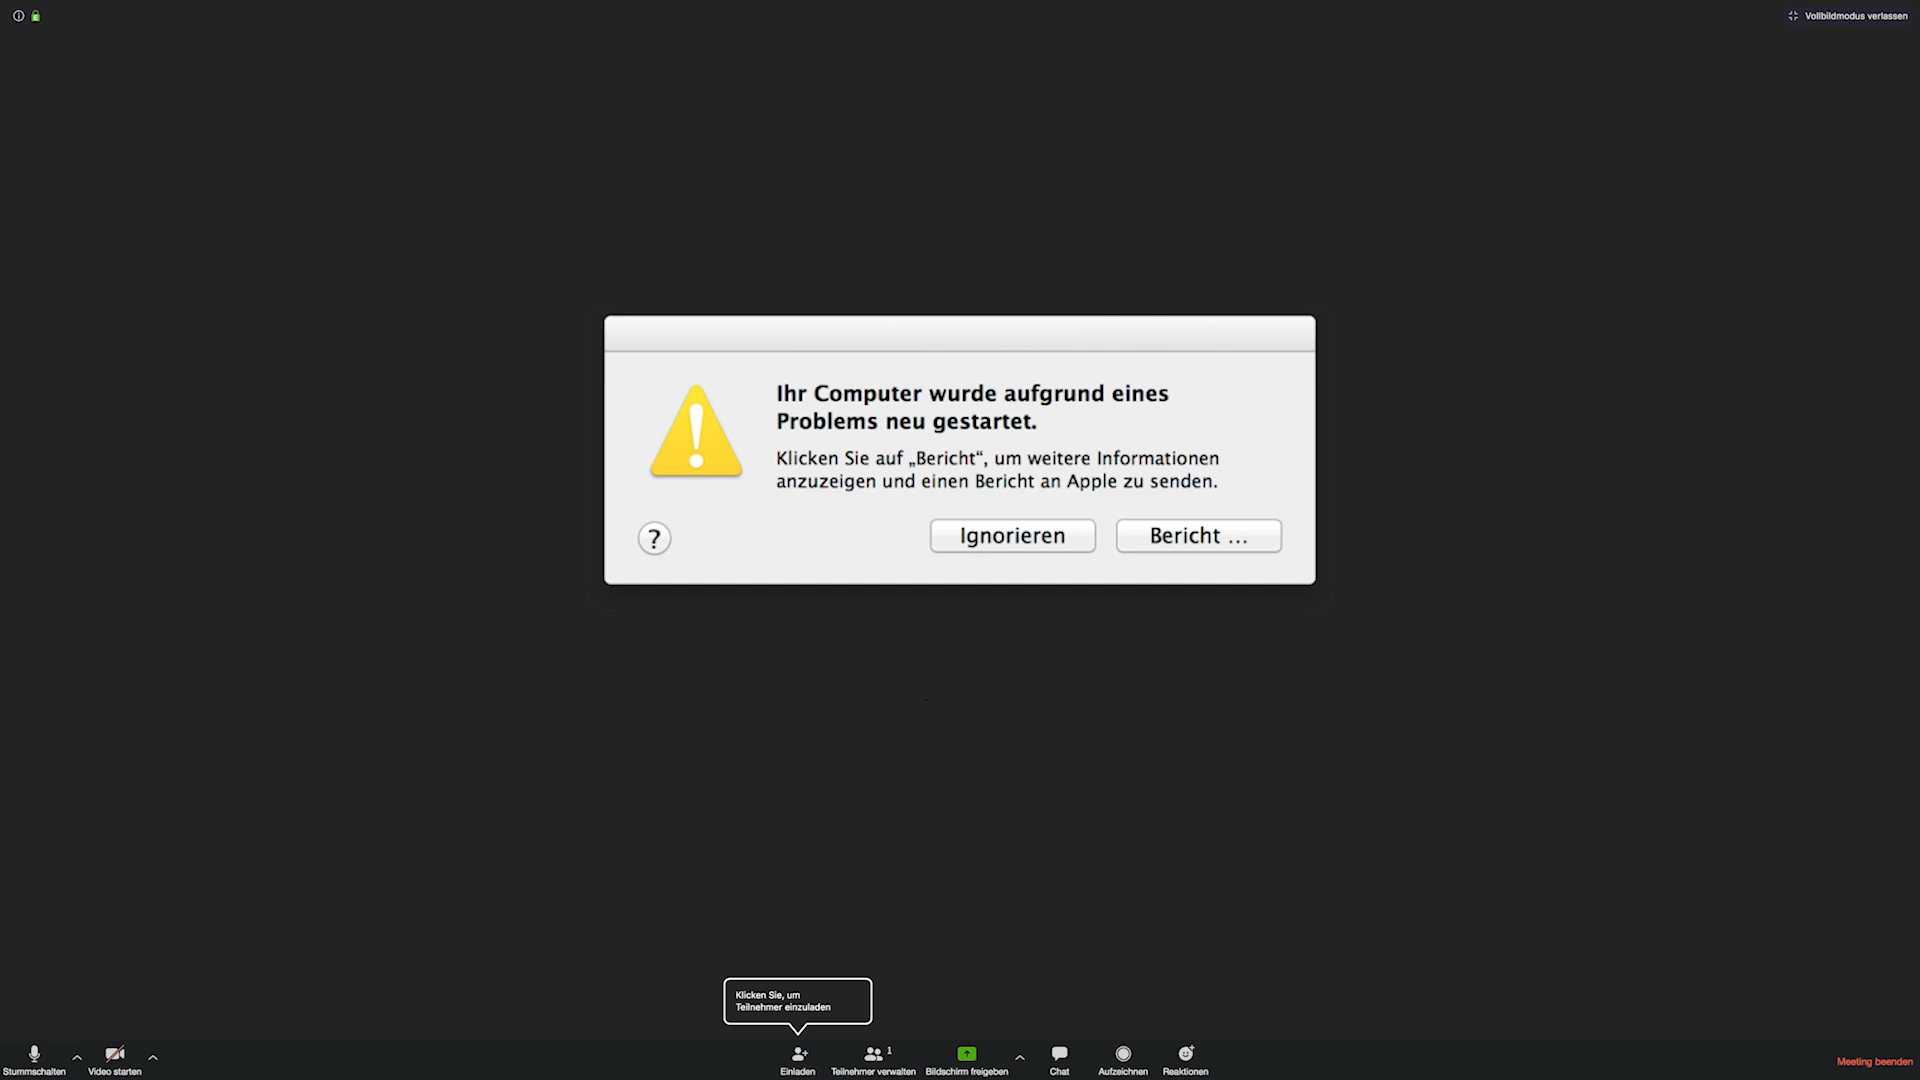 Vollbildmodus verlassen
Ihr Computer wurde aufgrund eines
Problems neu gestartet.
Klicken Sie auf „Bericht“, um weitere Informationen
anzuzeigen und einen Bericht an Apple zu senden.
?
Ignorieren
Bericht ...
Klicken Sie, um
Teilnehmer einzuladen
1
Stummschalten
Video starten
Einladen
Teilnehmer verwalten
Bildschirm freigeben
Chat
Aufzeichnen
Reaktionen
Meeting beenden